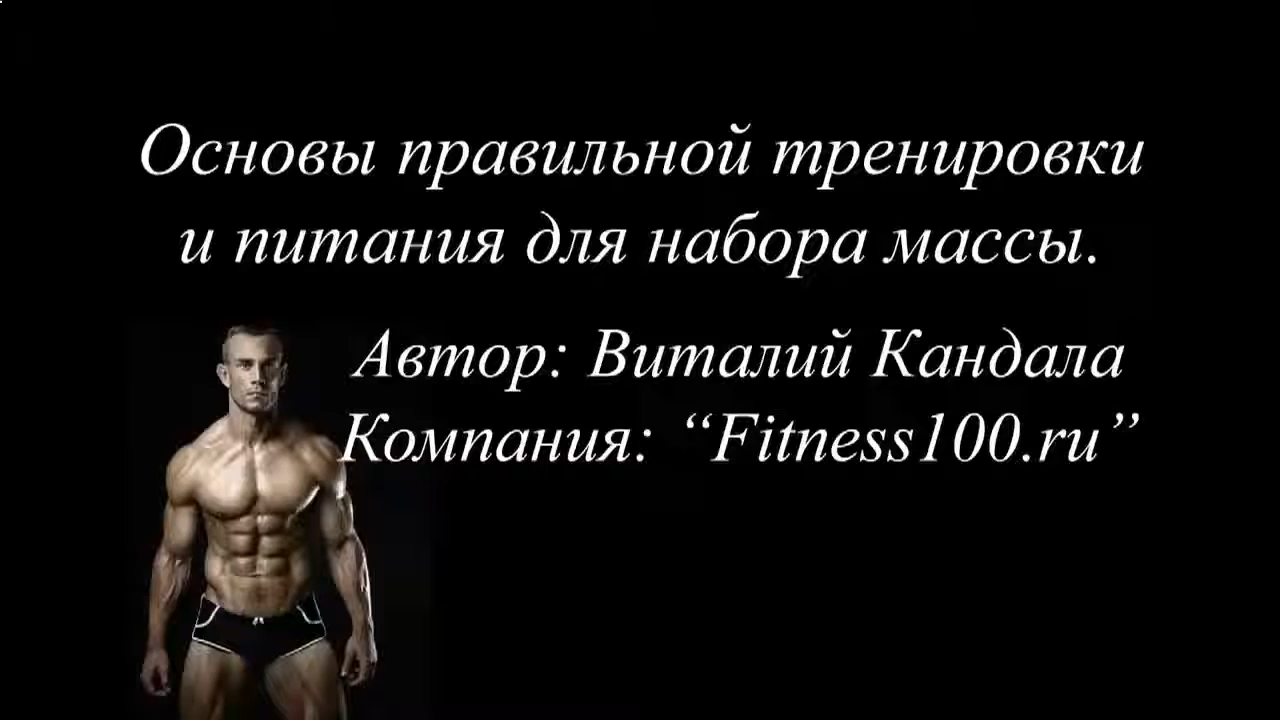 Основы правильной тренировки
и питания для набора массы.
Автор: Виталий Кандала
Компания: “Fitness100.ru”